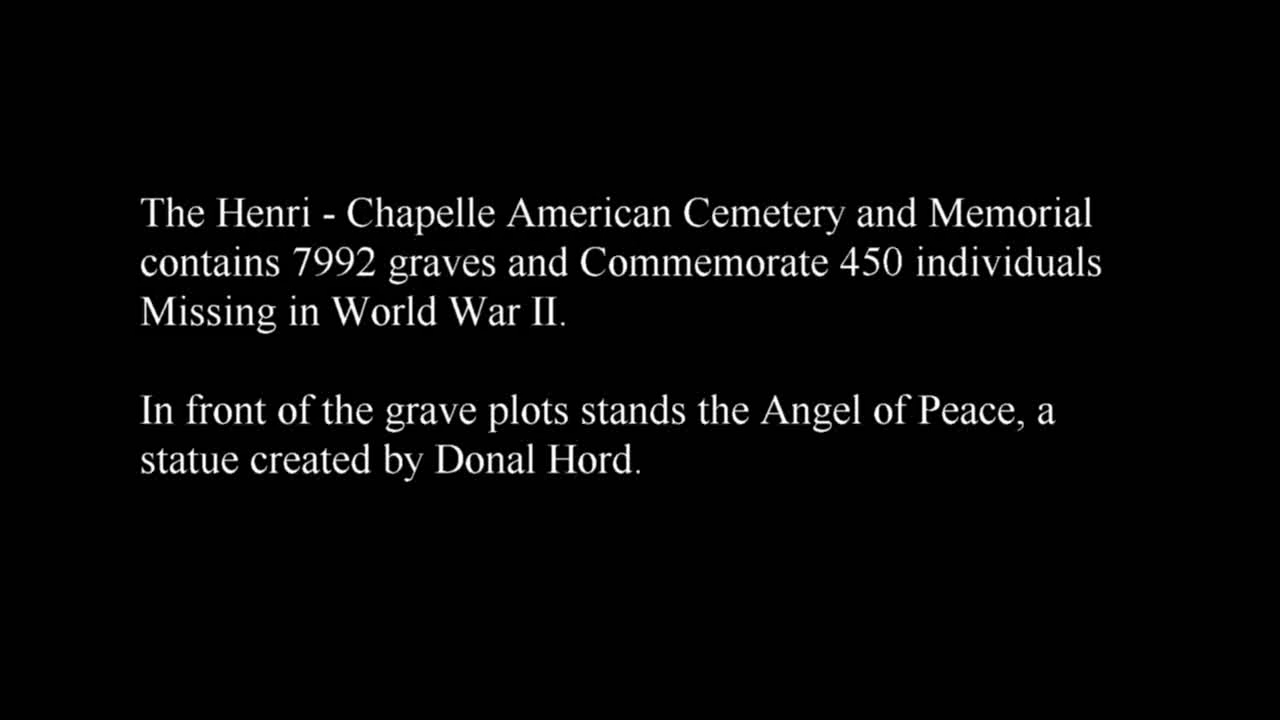 The Henri - Chapelle American Cemetery and Memorial
contains 7992 graves and Commemorate 450 individuals
Missing in World War II.
In front of the grave plots stands the Angel of Peace, a
statue created by Donal Hord.